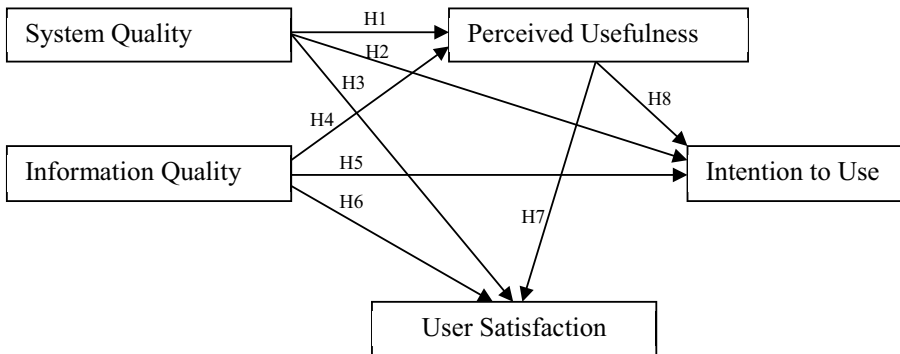 System Quality
H1
Perceived Usefulness
H2
H3
H4
H8
Information Quality
H5
Intention to Use
H6
H7
User Satisfaction